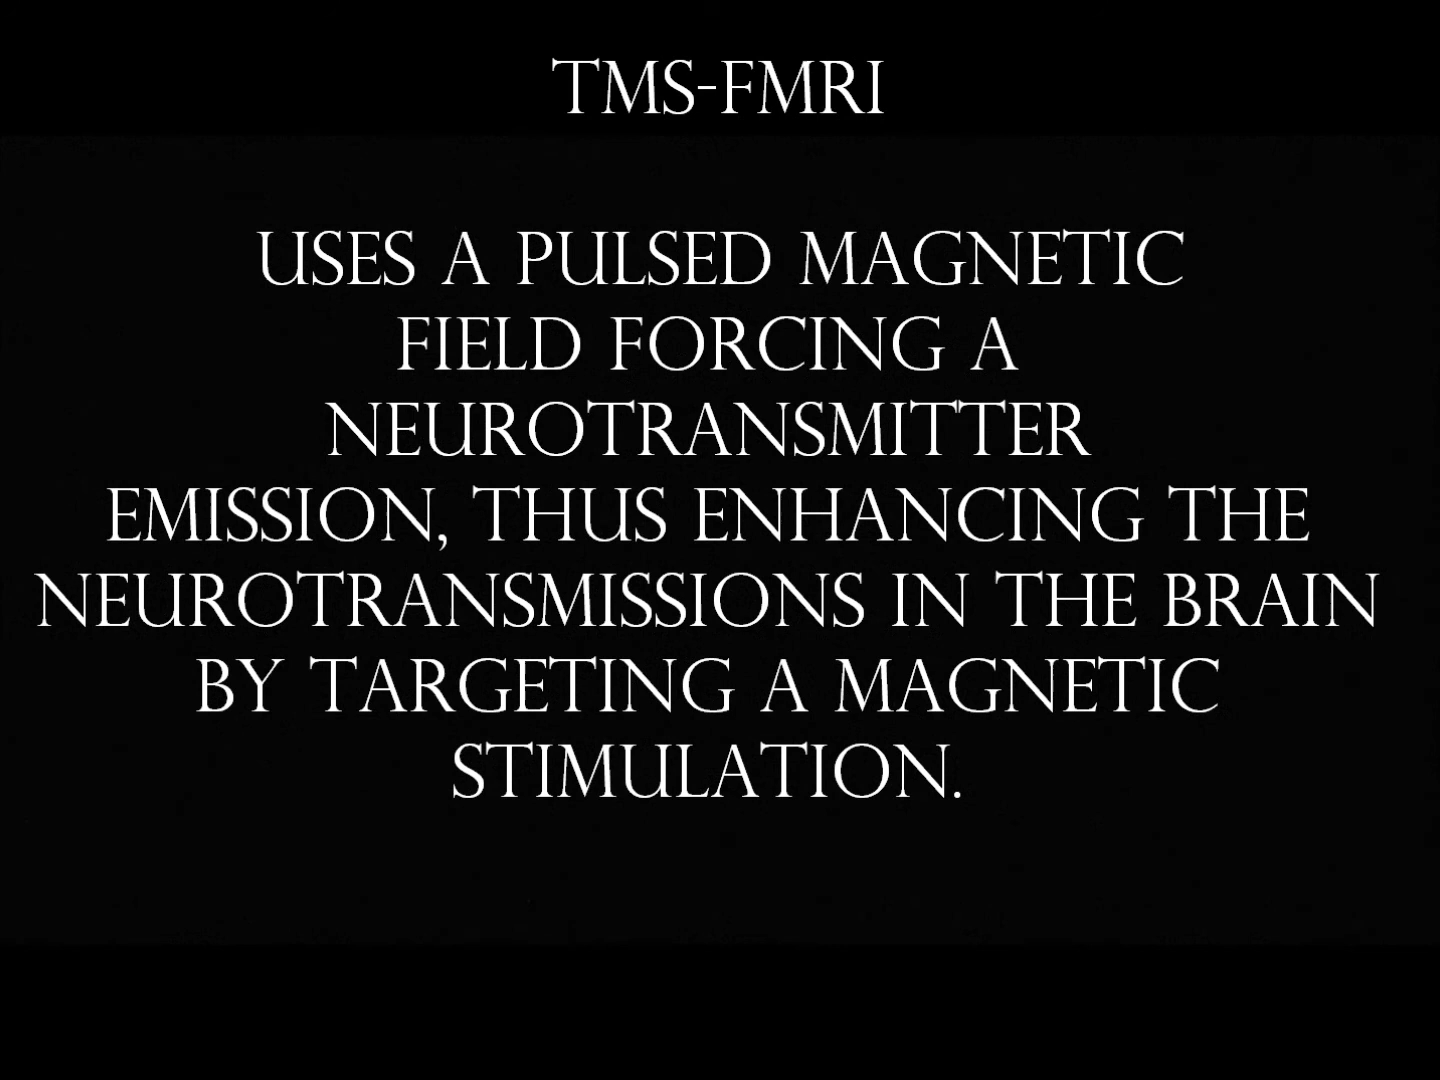 TMS-FMRI
USES A PULSED MAGNETIC
FIELD FORCING A
NEUROTRANSMITTER
EMISSION, THUS ENHANCING THE
NEUROTRANSMISSIONS IN THE BRAIN
BY TARGETING A MAGNETIC
STIMULATION.